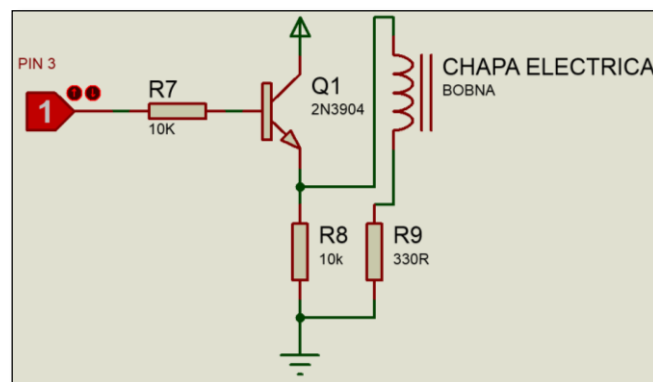 PIN 3
1
R7
10K
Q1
2N3904
CHAPA ELECTRICA
BOBNA
R8
10k
R9
330R